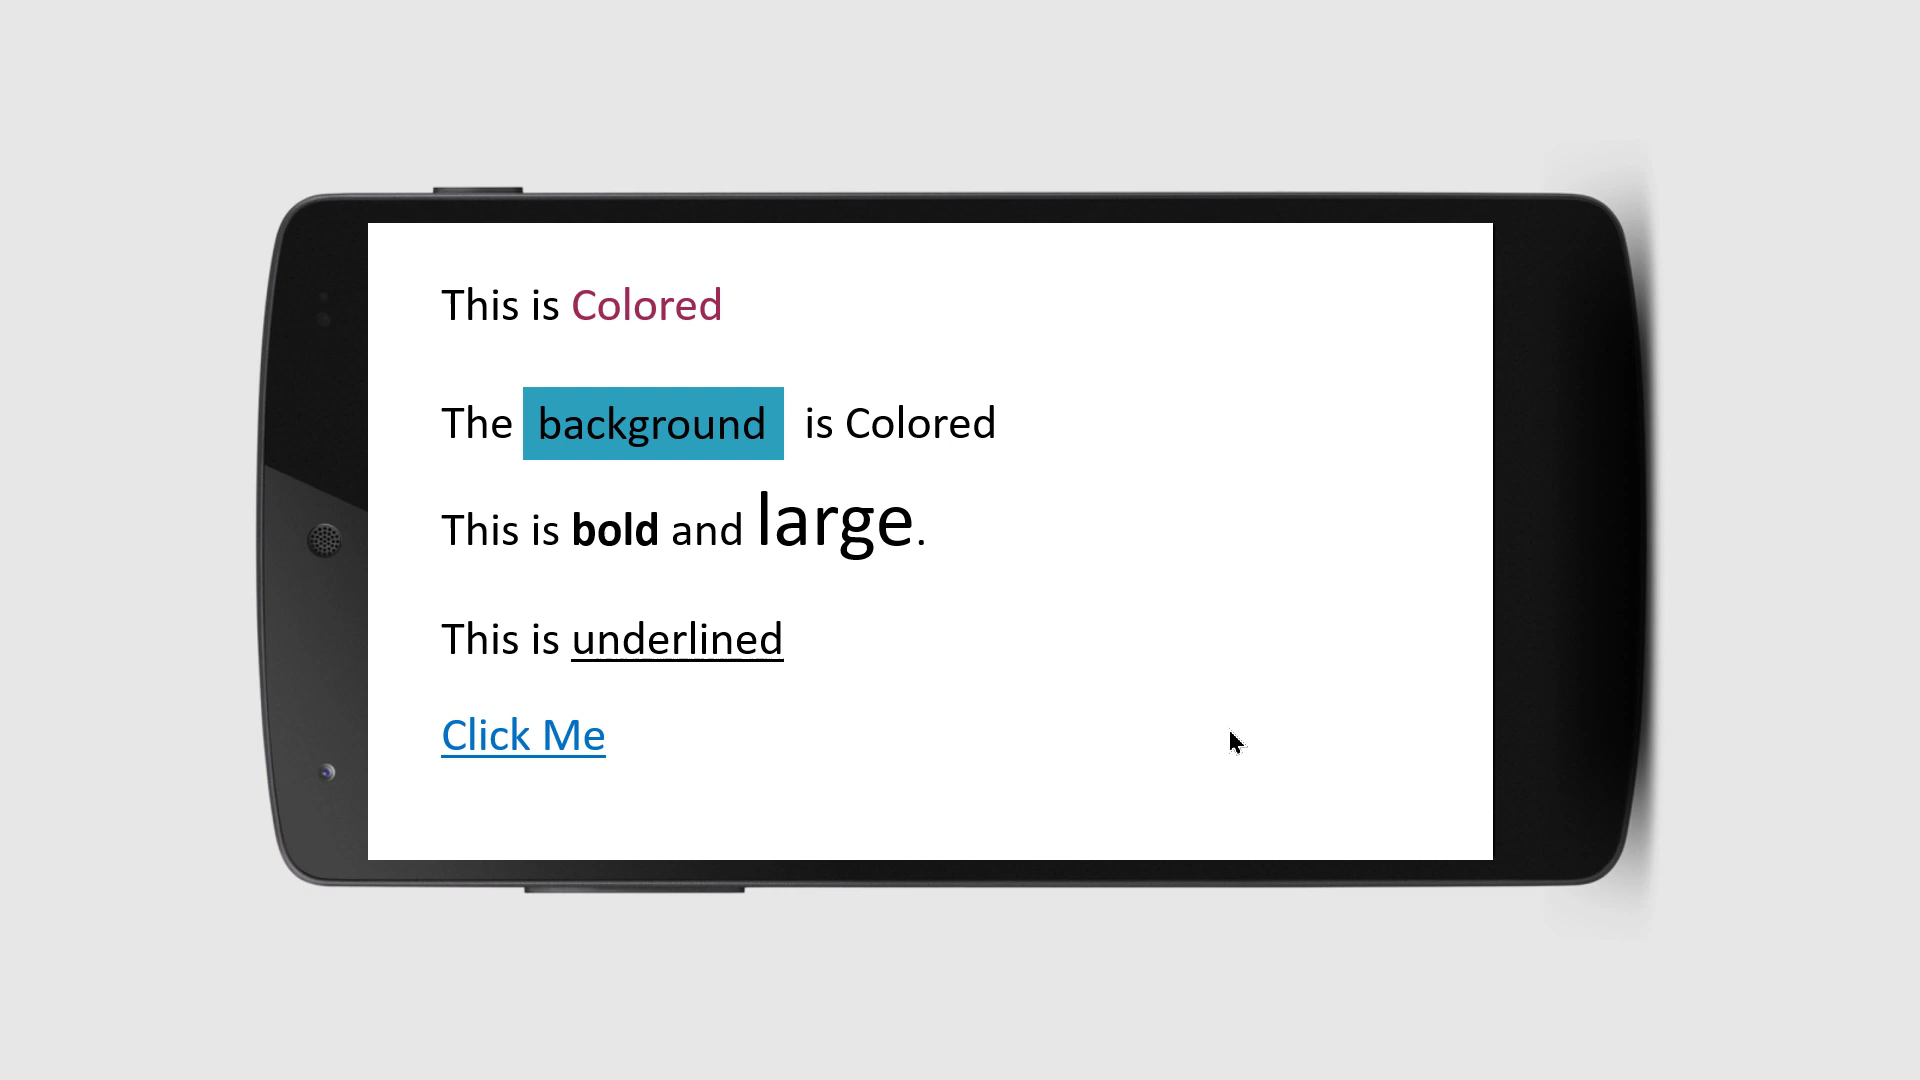 This is Colored
The background is Colored
This is bold and large.
This is underlined
Click Me